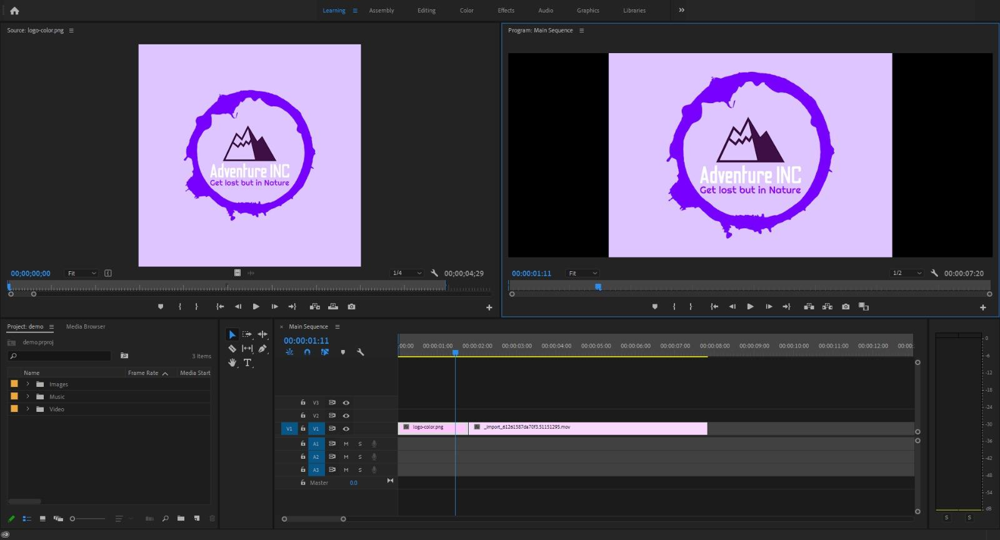 Learning Assembly Editing Color Effects Audio Graphics Libraries
Source: logo-color.png
Adventure INC
Get lost but in Nature
00;00;00;00 Fit 1/4 00;00;04;29
Program: Main Sequence
Adventure INC
Get lost but in Nature
00:00:01:11 Fit 1/2 00:00:07:20
Project: demo Media Browser
demo.prproj
3 Items
Name Frame Rate Media Start
Images
Music
Video
× Main Sequence
00:00:01:11
:00:00 00:00:01:00 00:00:02:00 00:00:03:00 00:00:04:00 00:00:05:00 00:00:06:00 00:00:07:00 00:00:08:00 00:00:09:00 00:00:10:00 00:00:11:00 00:00:12:00 00:00:
V3
V2
V1 V1 logo-color.png _import_61261587da70f3.51151295.mov
A1 M S
A2 M S
A3 M S
Master 0.0
0
-6
-12
-18
-24
-30
-36
-42
-48
-54
dB
S S